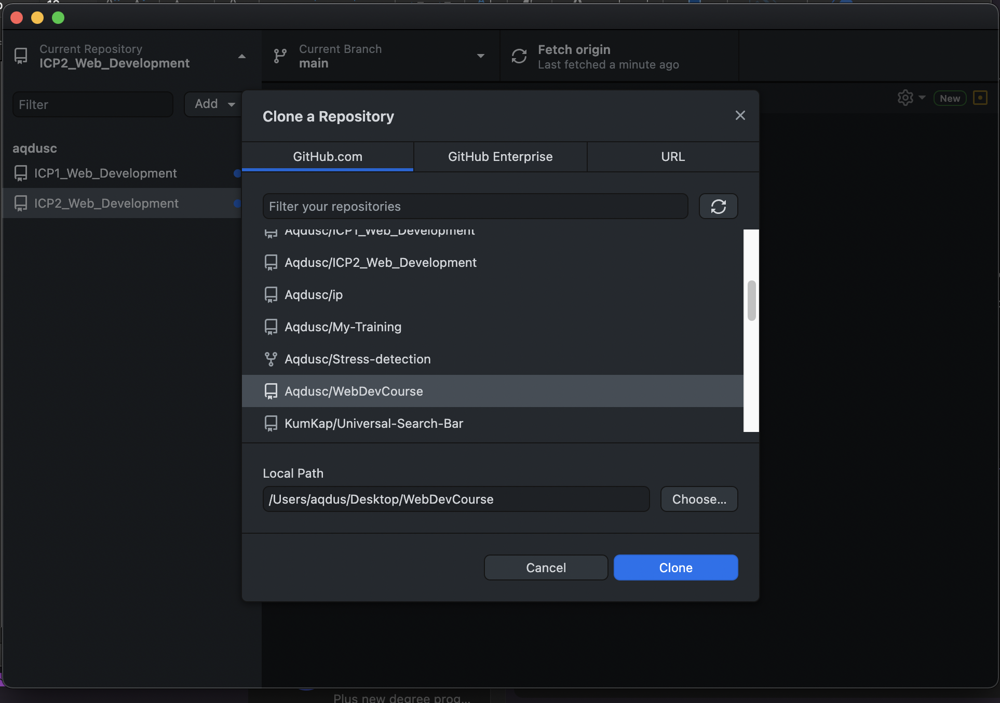 Current Repository
ICP2_Web_Development
Current Branch
main
Fetch origin
Last fetched a minute ago
Filter
Add
New
aqdusc
ICP1_Web_Development
ICP2_Web_Development
Clone a Repository
GitHub.com
GitHub Enterprise
URL
Filter your repositories
Aqdusc/ICP1_Web_Development
Aqdusc/ICP2_Web_Development
Aqdusc/ip
Aqdusc/My-Training
Aqdusc/Stress-detection
Aqdusc/WebDevCourse
KumKap/Universal-Search-Bar
Local Path
/Users/aqdus/Desktop/WebDevCourse
Choose...
Cancel
Clone
Plus new degree prog...